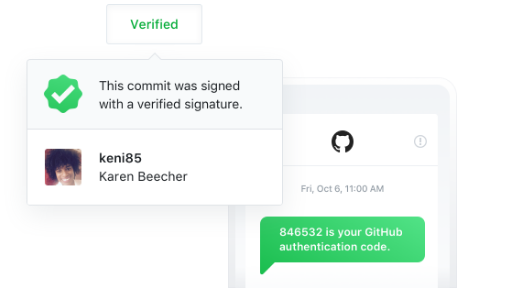 Verified
This commit was signed
with a verified signature.
keni85
Karen Beecher
Fri, Oct 6, 11:00 AM
846532 is your GitHub
authentication code.